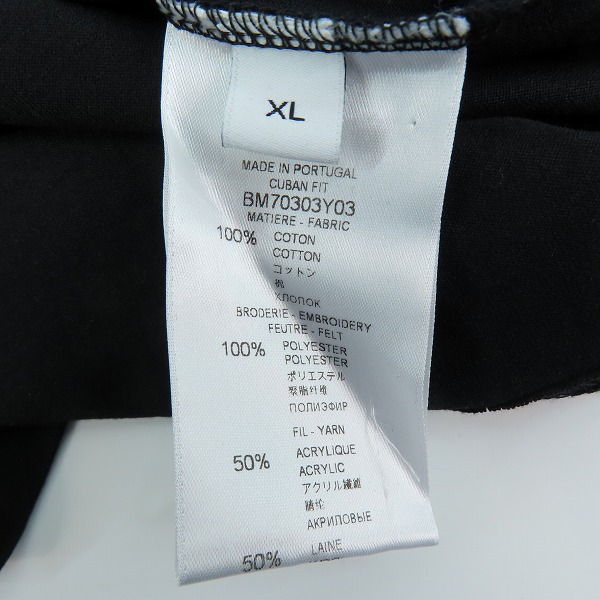 XL
MADE IN PORTUGAL
CUBAN FIT
BM70303Y03
MATIERE - FABRIC
100% COTON
COTTON
コットン
棉
ХЛОПОК
BRODERIE - EMBROIDERY
FEUTRE - FELT
100% POLYESTER
POLYESTER
ポリエステル
聚脂纤维
ПОЛИЭФИР
FIL - YARN
50% ACRYLIQUE
ACRYLIC
アクリル繊維
腈纶
АКРИЛОВЫЕ
50% LAINE